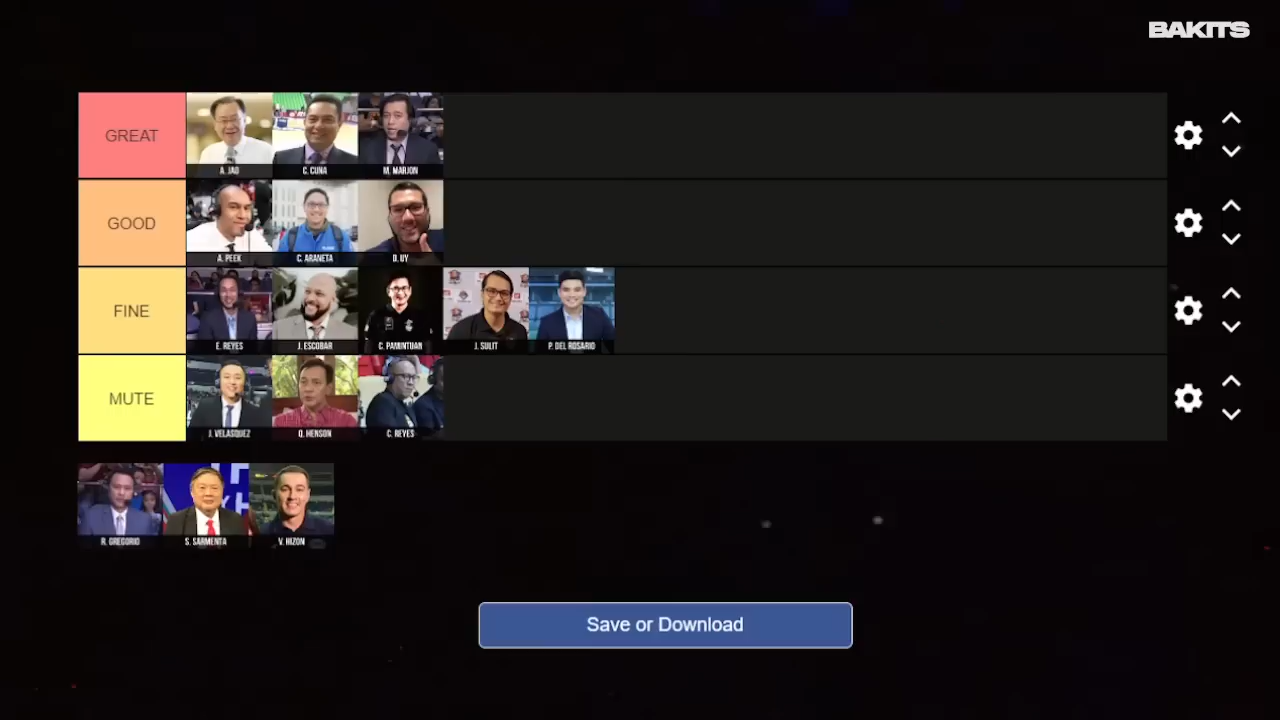 BAKITS
GREAT
A. JAO
C. CUNA
M. MARJON
GOOD
A. PEEK
C. ARANETA
D. UY
FINE
E. REYES
J. ESCOBAR
C. PAMINTUAN
J. SULIT
P. DEL ROSARIO
MUTE
J. VELASQUEZ
Q. HENSON
C. REYES
R. GREGORIO
S. SARMENTA
V. HIZON
Save or Download